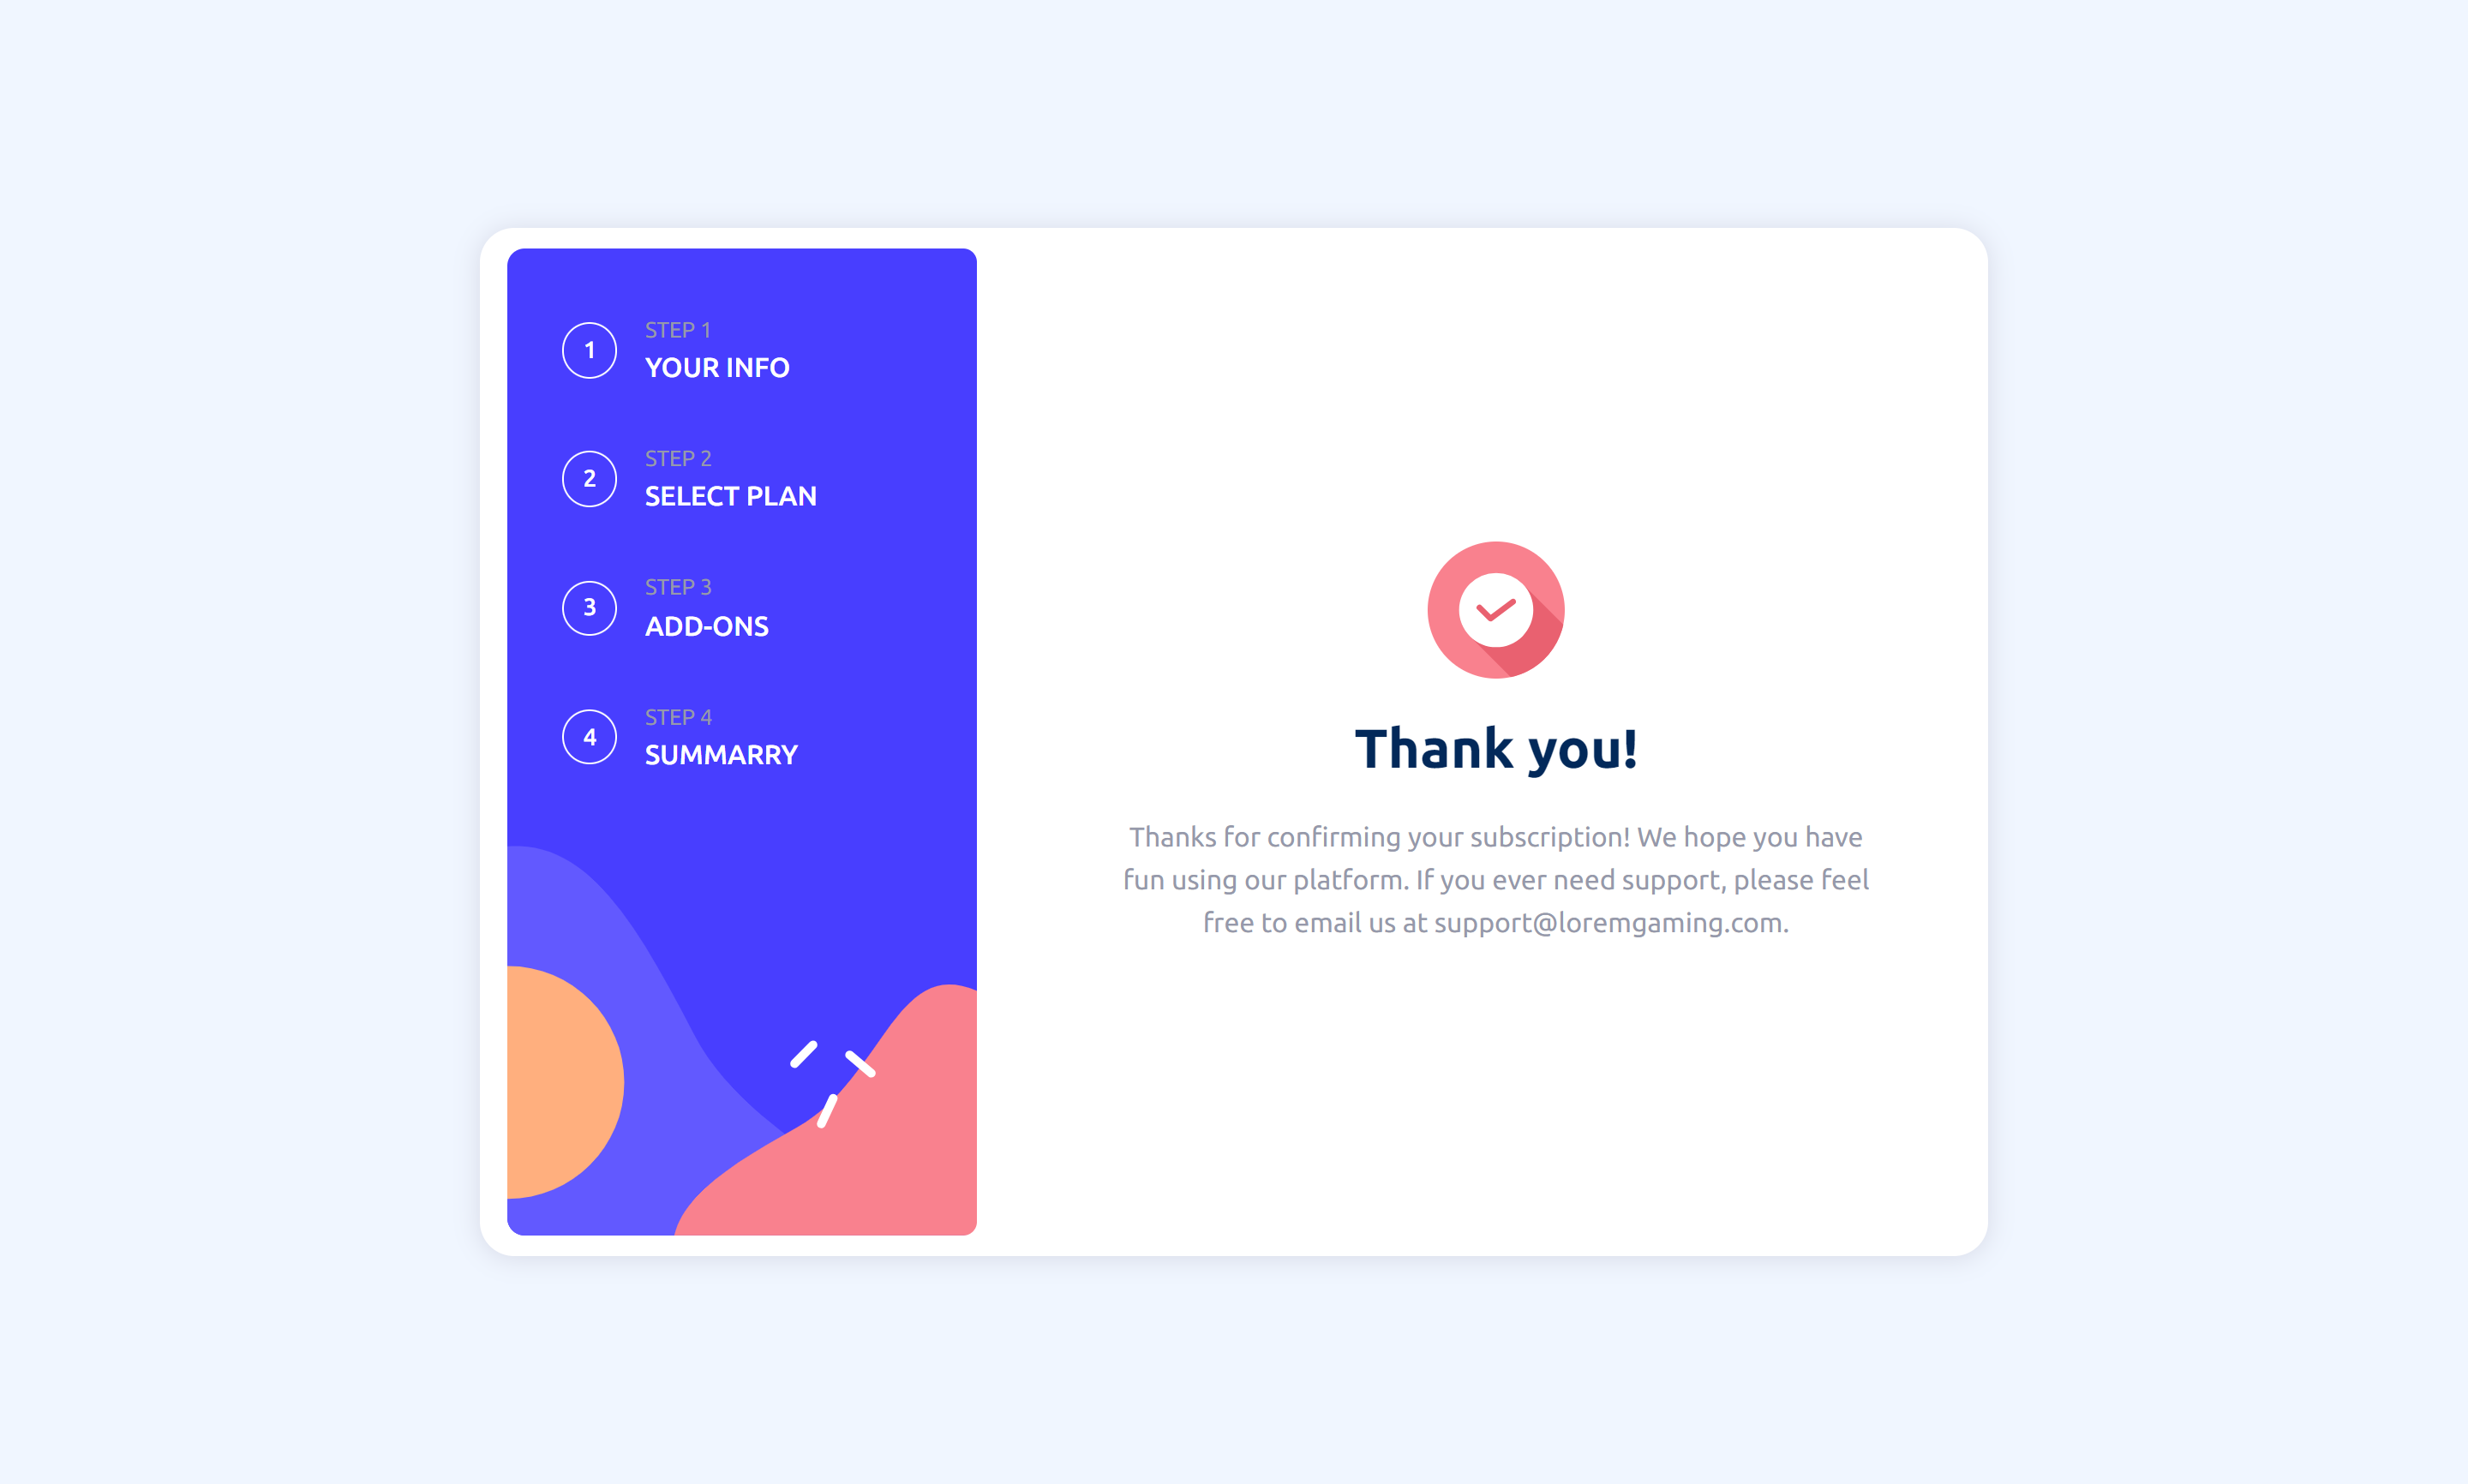 1
STEP 1
YOUR INFO
2
STEP 2
SELECT PLAN
3
STEP 3
ADD-ONS
4
STEP 4
SUMMARRY
Thank you!
Thanks for confirming your subscription! We hope you have
fun using our platform. If you ever need support, please feel
free to email us at support@loremgaming.com.